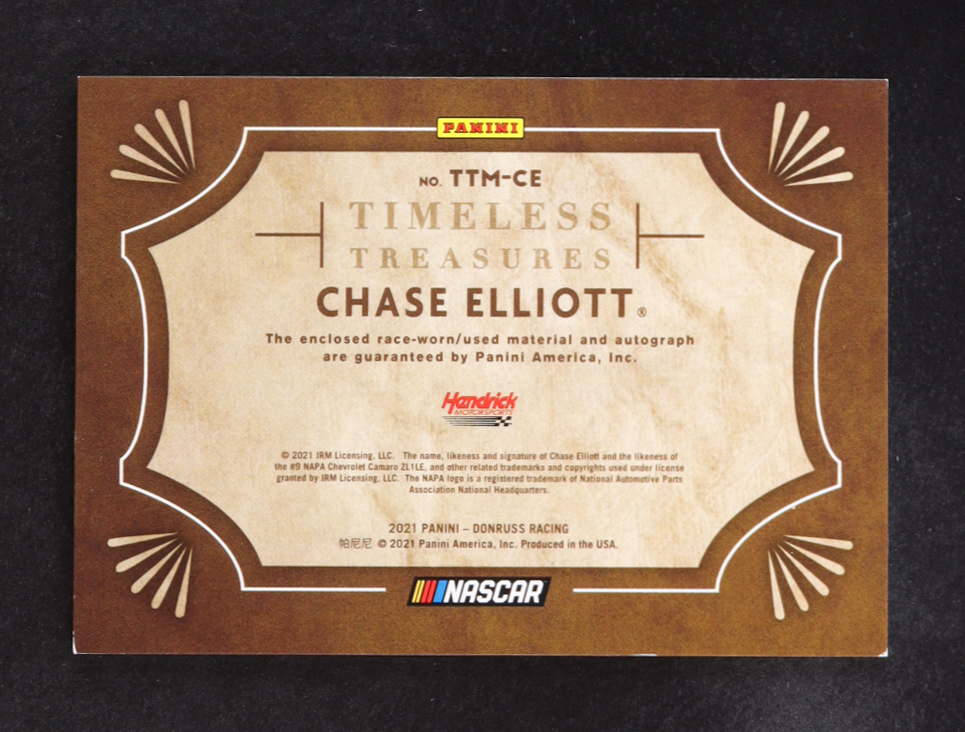 PANINI
NO. TTM-CE
TIMELESS
TREASURES
CHASE ELLIOTT®
The enclosed race-worn/used material and autograph
are guaranteed by Panini America, Inc.
Hendrick
MOTORSPORTS
© 2021 JRM Licensing, LLC. The name, likeness and signature of Chase Elliott and the likeness of
the #9 NAPA Chevrolet Camaro ZL1 LE, and other related trademarks and copyrights used under license
granted by JRM Licensing, LLC. The NAPA logo is a registered trademark of National Automotive Parts
Association National Headquarters.
2021 PANINI – DONRUSS RACING
帕尼尼 © 2021 Panini America, Inc. Produced in the USA.
NASCAR